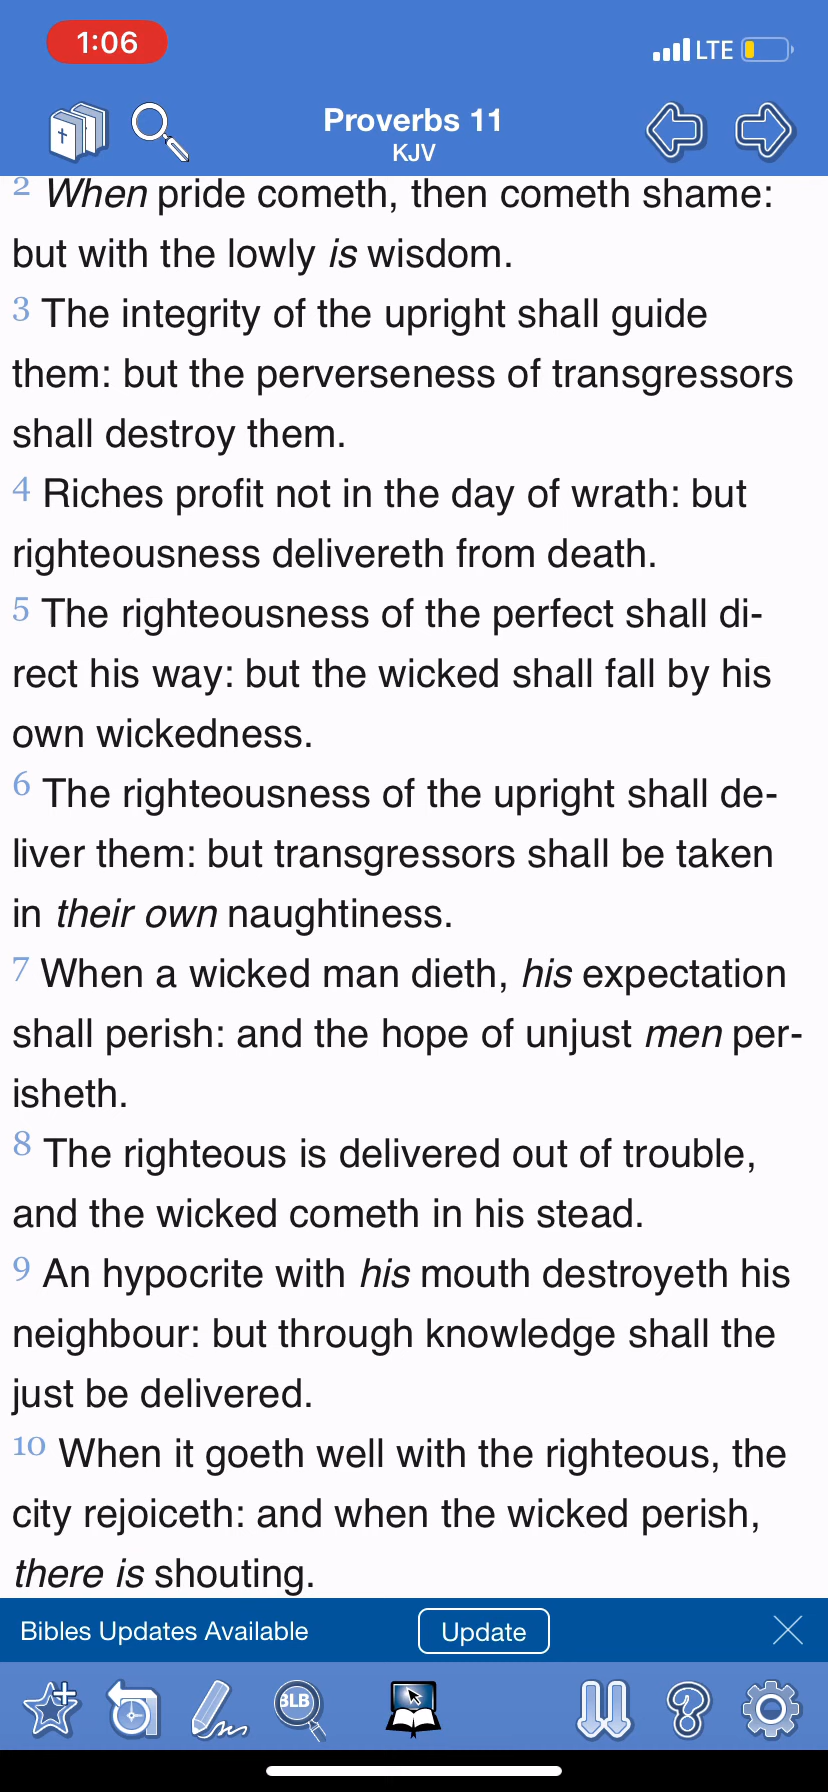 1:06
LTE
Proverbs 11
KJV
2 When pride cometh, then cometh shame:
but with the lowly is wisdom.
3 The integrity of the upright shall guide
them: but the perverseness of transgressors
shall destroy them.
4 Riches profit not in the day of wrath: but
righteousness delivereth from death.
5 The righteousness of the perfect shall di-
rect his way: but the wicked shall fall by his
own wickedness.
6 The righteousness of the upright shall de-
liver them: but transgressors shall be taken
in their own naughtiness.
7 When a wicked man dieth, his expectation
shall perish: and the hope of unjust men per-
isheth.
8 The righteous is delivered out of trouble,
and the wicked cometh in his stead.
9 An hypocrite with his mouth destroyeth his
neighbour: but through knowledge shall the
just be delivered.
10 When it goeth well with the righteous, the
city rejoiceth: and when the wicked perish,
there is shouting.
Bibles Updates Available Update
BLB